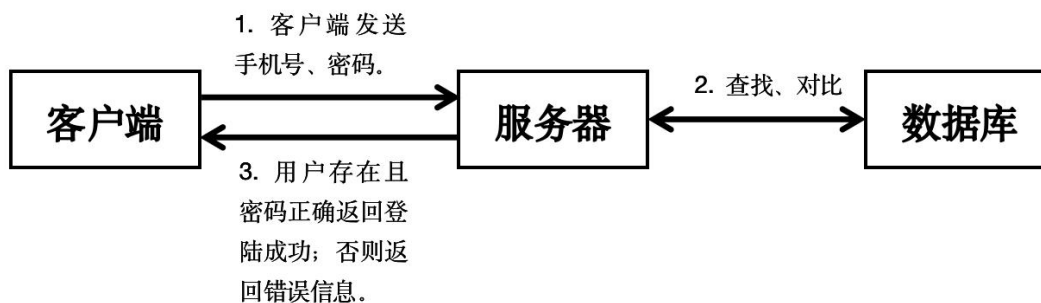 1. 客户端发送
手机号、密码。
客户端
服务器
2. 查找、对比
数据库
3. 用户存在且
密码正确返回登
陆成功；否则返
回错误信息。